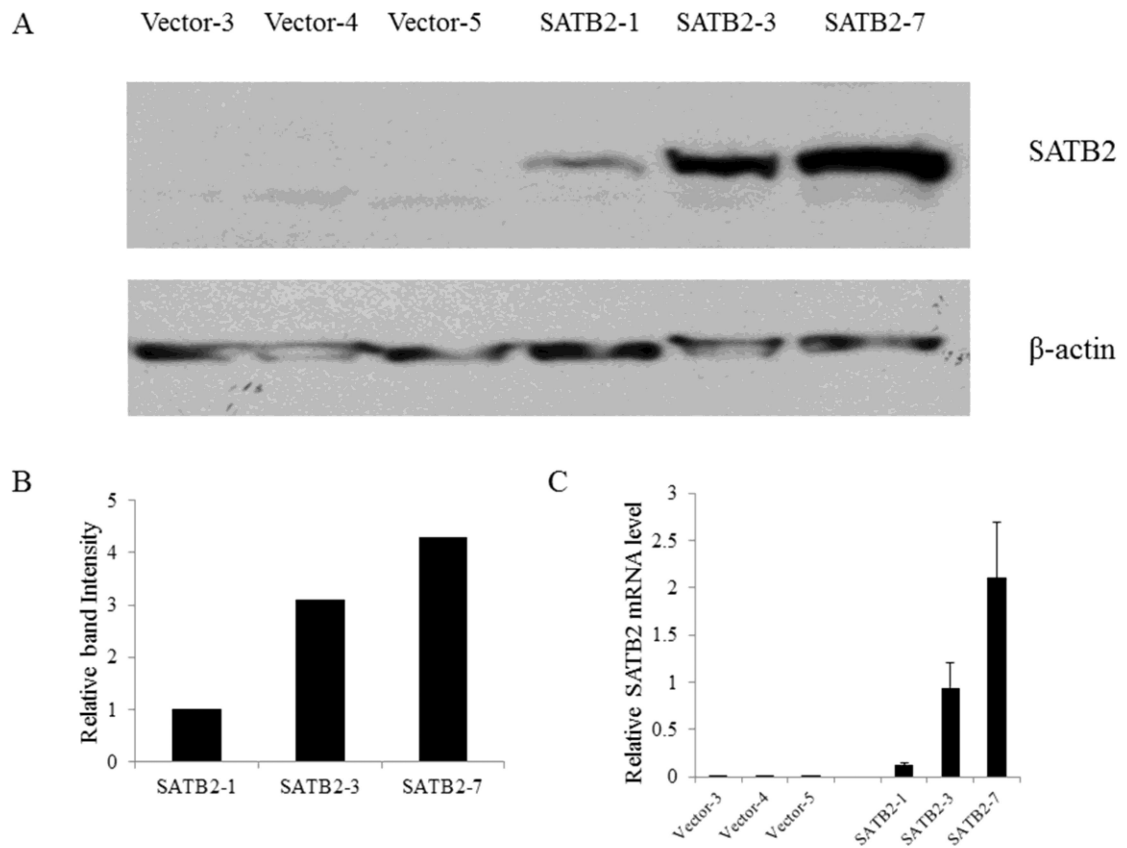 A
Vector-3 Vector-4 Vector-5 SATB2-1 SATB2-3 SATB2-7
SATB2
β-actin
B
Relative band Intensity
5
4
3
2
1
0
SATB2-1 SATB2-3 SATB2-7
C
Relative SATB2 mRNA level
3
2.5
2
1.5
1
0.5
0
Vector-3 Vector-4 Vector-5 SATB2-1 SATB2-3 SATB2-7